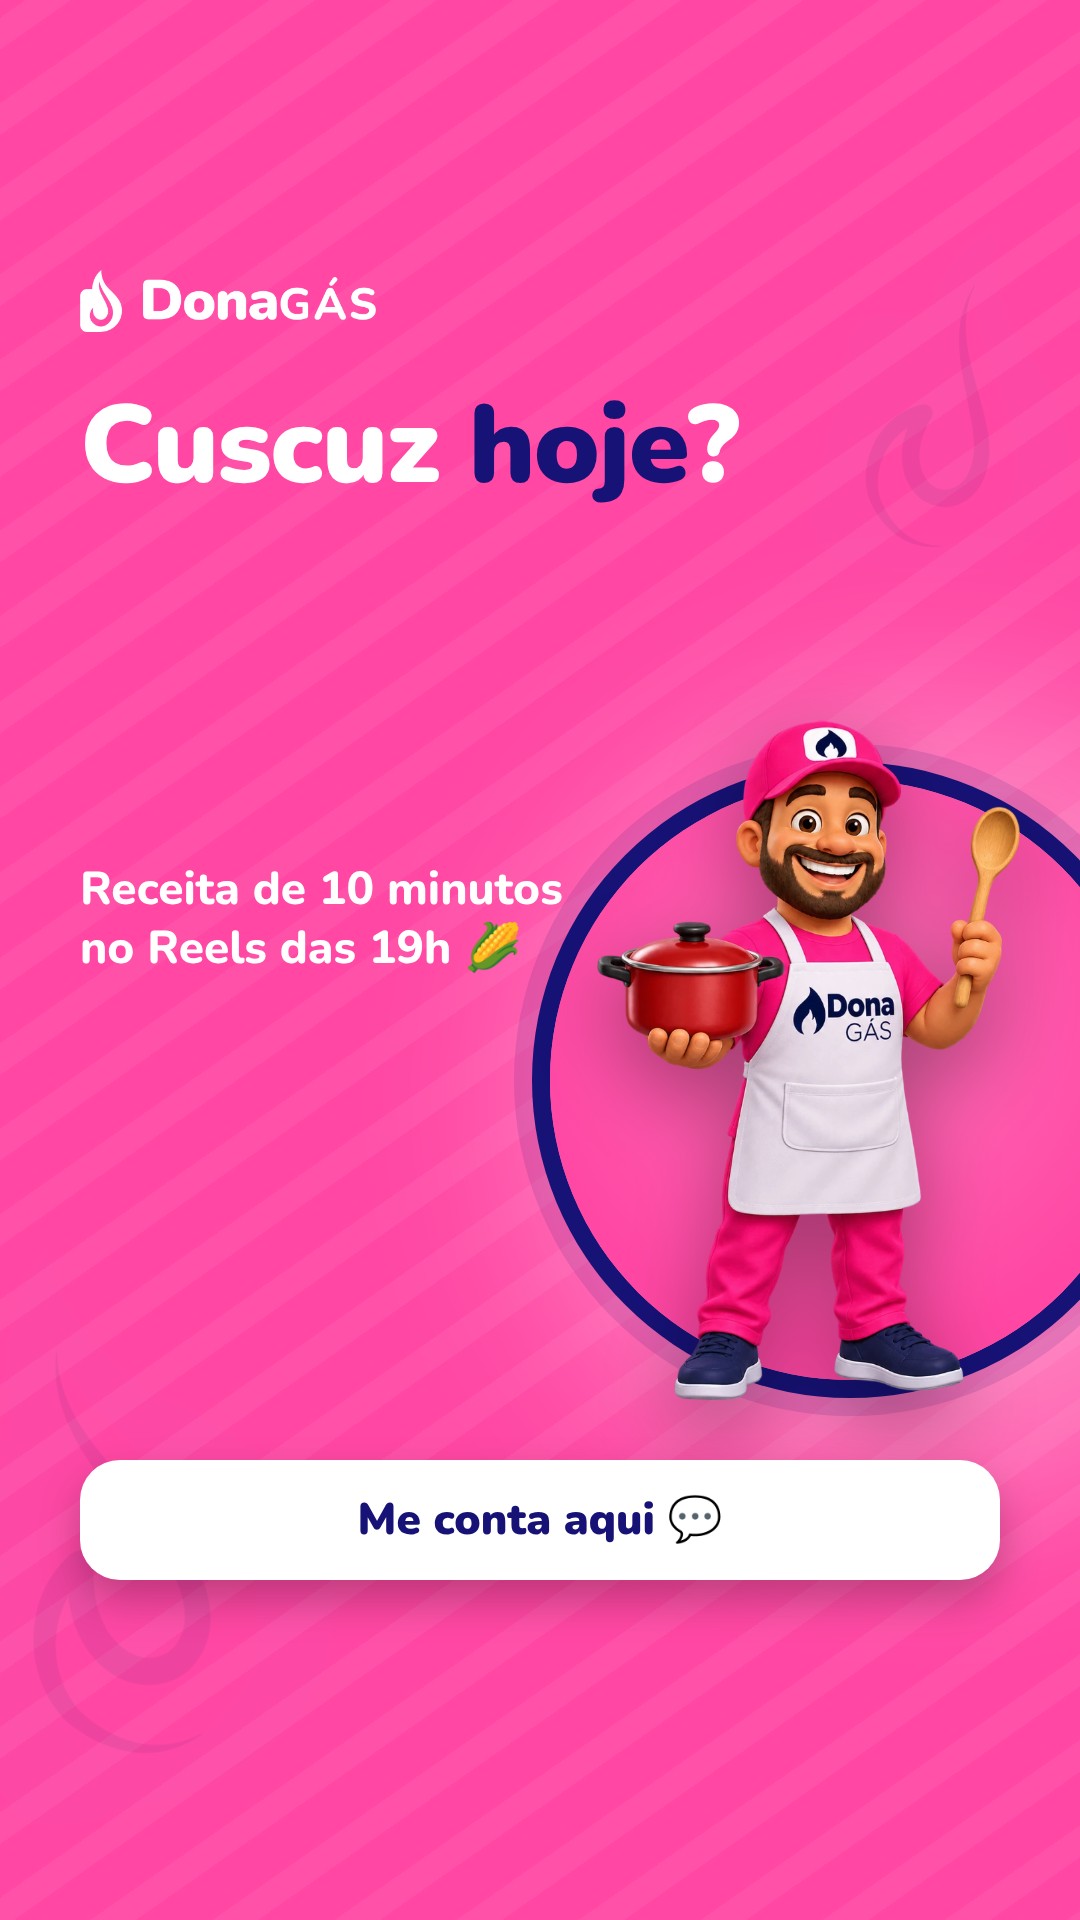 DonaGÁS
Cuscuz hoje?
Receita de 10 minutos
no Reels das 19h 🌽
Dona
GÁS
Me conta aqui 💬